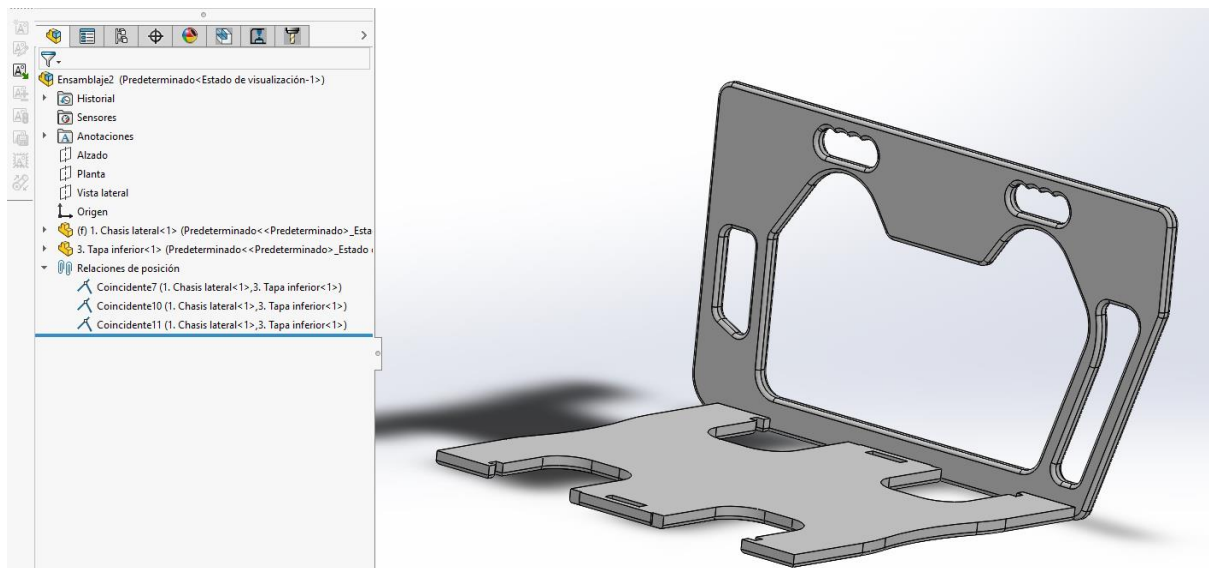 Ensamblaje2 (Predeterminado<Estado de visualización-1>)
Historial
Sensores
Anotaciones
Alzado
Planta
Vista lateral
Origen
(f) 1. Chasis lateral<1> (Predeterminado<<Predeterminado>_Esta
3. Tapa inferior<1> (Predeterminado<<Predeterminado>_Estado
Relaciones de posición
Coincidente7 (1. Chasis lateral<1>,3. Tapa inferior<1>)
Coincidente10 (1. Chasis lateral<1>,3. Tapa inferior<1>)
Coincidente11 (1. Chasis lateral<1>,3. Tapa inferior<1>)